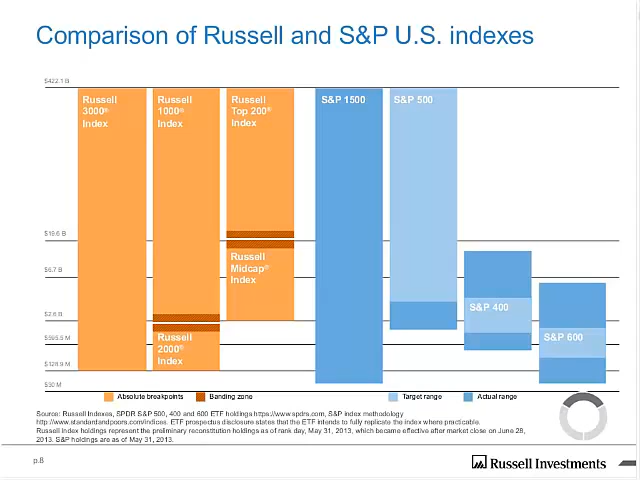 Comparison of Russell and S&P U.S. indexes
$422.1 B
Russell
3000®
Index
Russell
1000®
Index
Russell
Top 200®
Index
S&P 1500
S&P 500
$19.6 B
Russell
Midcap®
Index
$6.7 B
S&P 400
$2.6 B
Russell
2000®
Index
S&P 600
$595.5 M
$128.9 M
$30 M
Absolute breakpoints
Banding zone
Target range
Actual range
Source: Russell Indexes, SPDR S&P 500, 400 and 600 ETF holdings https://www.spdrs.com, S&P index methodology
http://www.standardandpoors.com/indices. ETF prospectus disclosure states that the ETF intends to fully replicate the index where practicable.
Russell Index holdings represent the preliminary reconstitution holdings as of rank day, May 31, 2013, which became effective after market close on June 28,
2013. S&P holdings are as of May 31, 2013.
p.8
Russell Investments